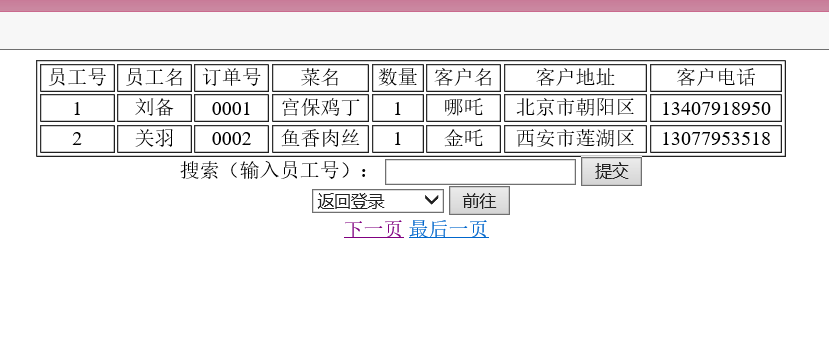 员工号 员工名 订单号 菜名 数量 客户名 客户地址 客户电话
1 刘备 0001 宫保鸡丁 1 哪吒 北京市朝阳区 13407918950
2 关羽 0002 鱼香肉丝 1 金吒 西安市莲湖区 13077953518
搜索（输入员工号）： 提交
返回登录 前往
下一页 最后一页